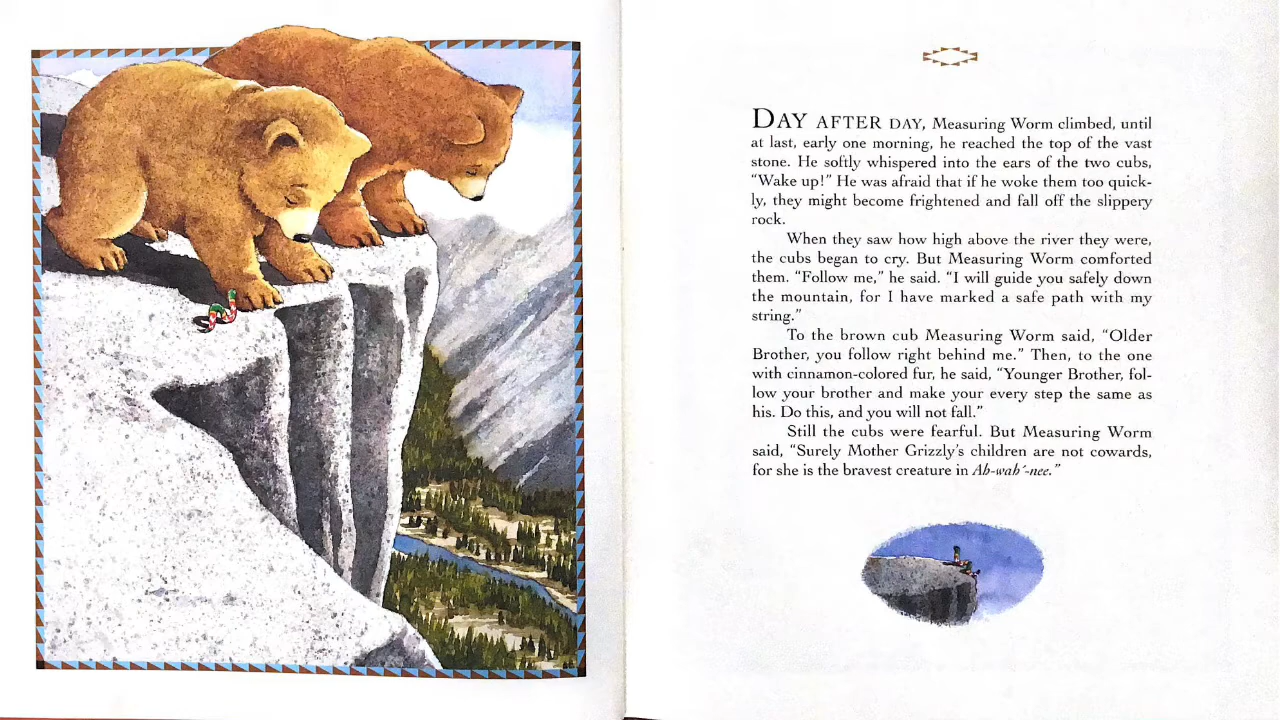 DAY AFTER DAY, Measuring Worm climbed, until
at last, early one morning, he reached the top of the vast
stone. He softly whispered into the ears of the two cubs,
“Wake up!” He was afraid that if he woke them too quick-
ly, they might become frightened and fall off the slippery
rock.
When they saw how high above the river they were,
the cubs began to cry. But Measuring Worm comforted
them. “Follow me,” he said. “I will guide you safely down
the mountain, for I have marked a safe path with my
string.”
To the brown cub Measuring Worm said, “Older
Brother, you follow right behind me.” Then, to the one
with cinnamon-colored fur, he said, “Younger Brother, fol-
low your brother and make your every step the same as
his. Do this, and you will not fall.”
Still the cubs were fearful. But Measuring Worm
said, “Surely Mother Grizzly’s children are not cowards,
for she is the bravest creature in Ah-wah´-nee.”